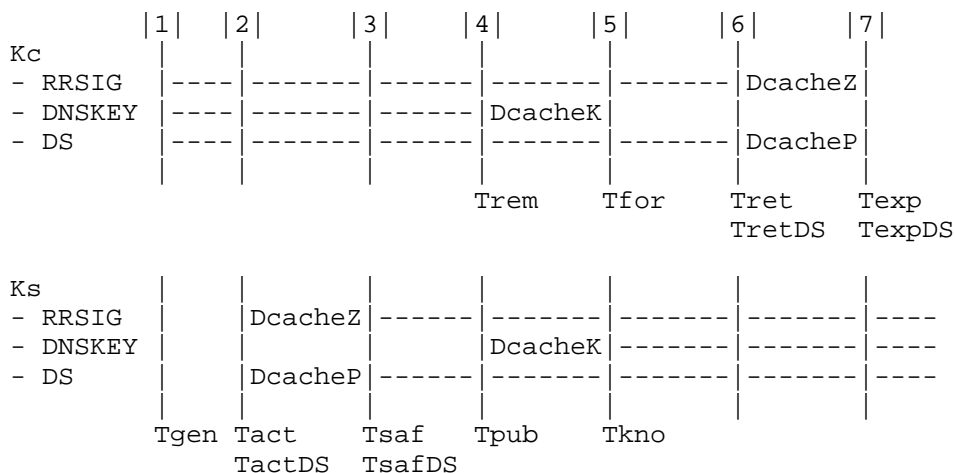 |1|  |2|     |3|    |4|     |5|     |6|     |7|
Kc        |    |       |      |       |       |       |
- RRSIG   |----|-------|------|-------|-------|DcacheZ|
- DNSKEY  |----|-------|------|DcacheK|       |       |
- DS      |----|-------|------|-------|-------|DcacheP|
          |    |       |      |       |       |       |
                              Trem    Tfor    Tret    Texp
                                              TretDS  TexpDS
Ks        |    |       |      |       |       |       |
- RRSIG   |    |DcacheZ|------|-------|-------|-------|----
- DNSKEY  |    |       |      |DcacheK|-------|-------|----
- DS      |    |DcacheP|------|-------|-------|-------|----
          |    |       |      |       |       |       |
          Tgen Tact    Tsaf   Tpub    Tkno
               TactDS  TsafDS